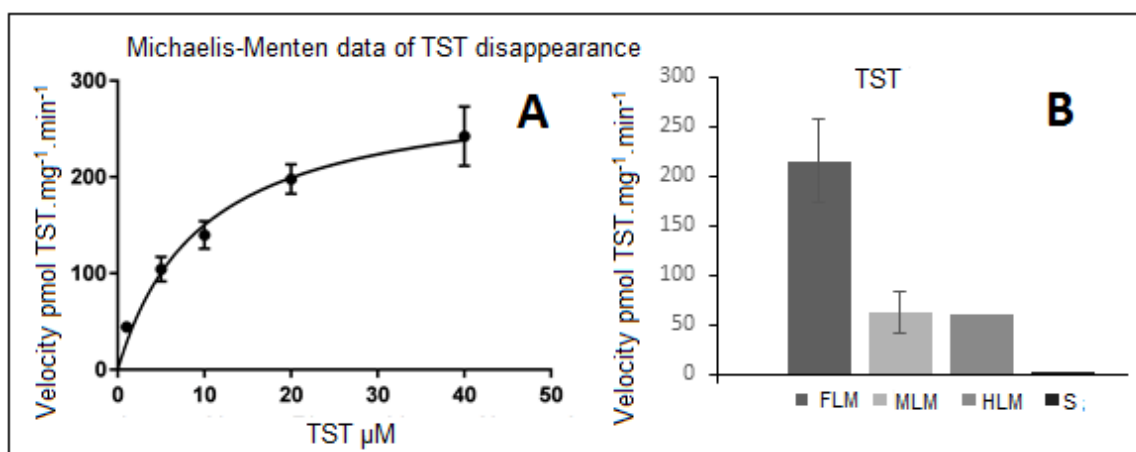 Michaelis-Menten data of TST disappearance
A
Velocity pmol TST.mg⁻¹.min⁻¹
300
200
100
0
0 10 20 30 40 50
TST µM
TST
B
Velocity pmol TST.mg⁻¹.min⁻¹
300
250
200
150
100
50
0
FLM MLM HLM S ;